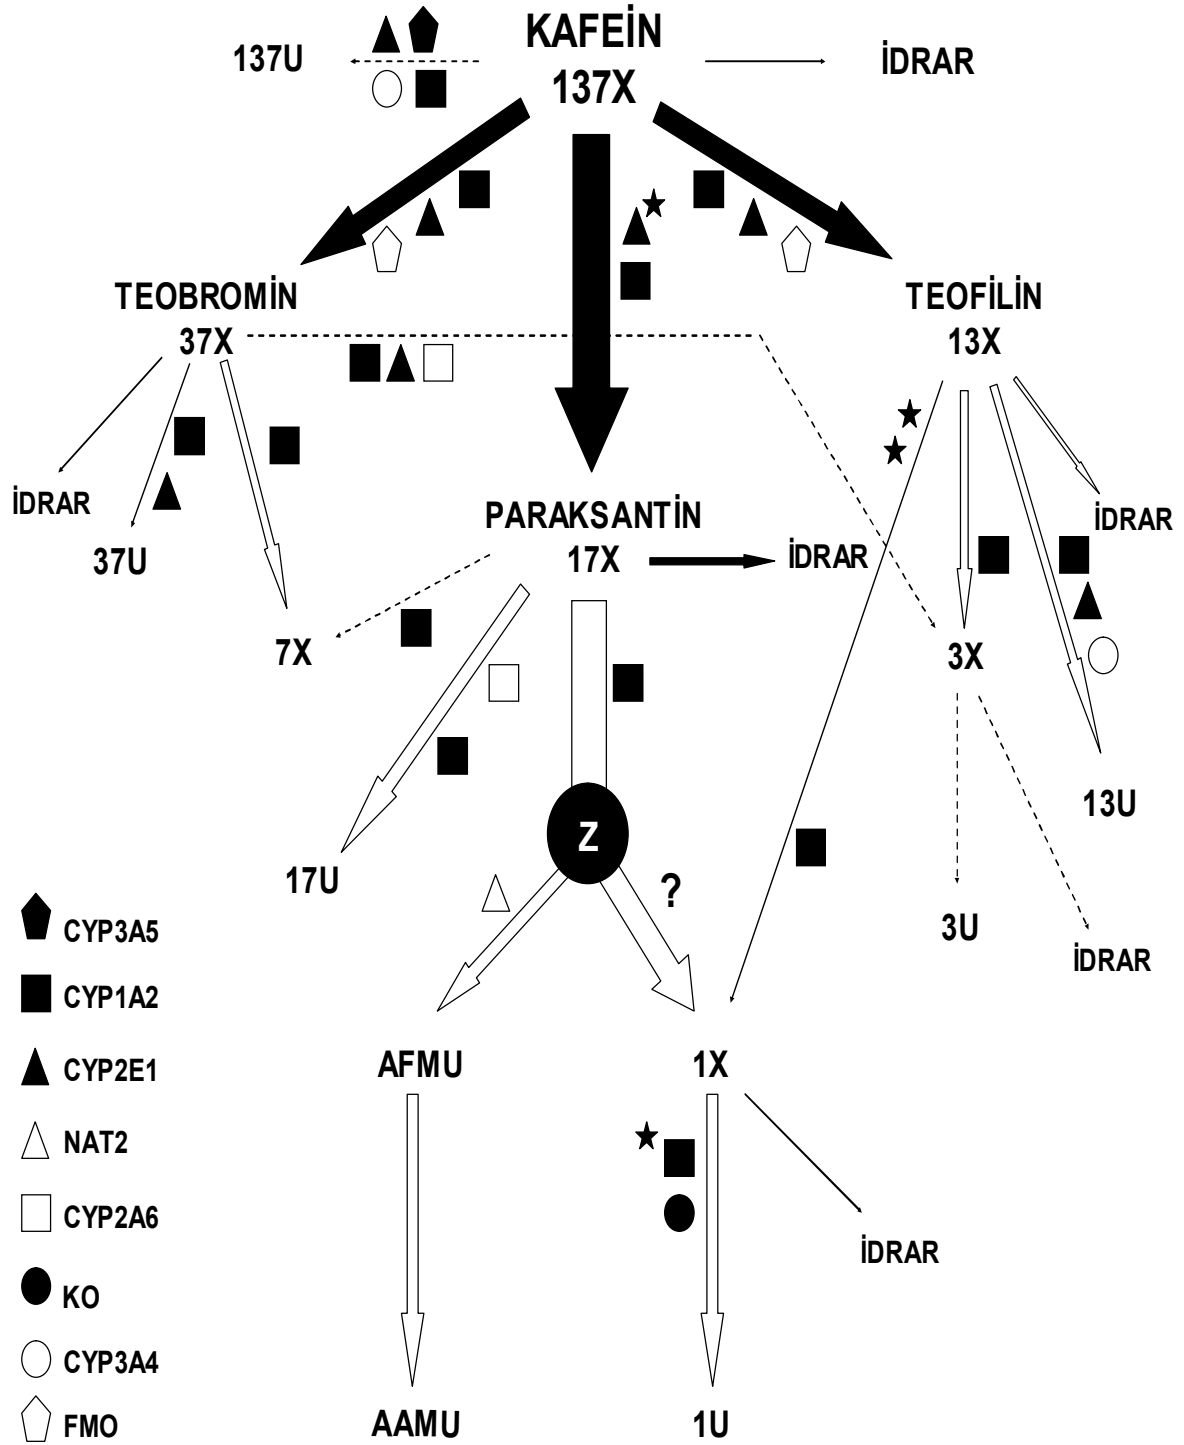 KAFEİN
137U
137X
İDRAR
TEOBROMİN
37X
TEOFİLİN
13X
İDRAR
37U
PARAKSANTİN
17X
İDRAR
İDRAR
7X
3X
13U
17U
Z
?
3U
İDRAR
CYP3A5
CYP1A2
CYP2E1
NAT2
CYP2A6
KO
CYP3A4
FMO
AFMU
1X
İDRAR
AAMU
1U